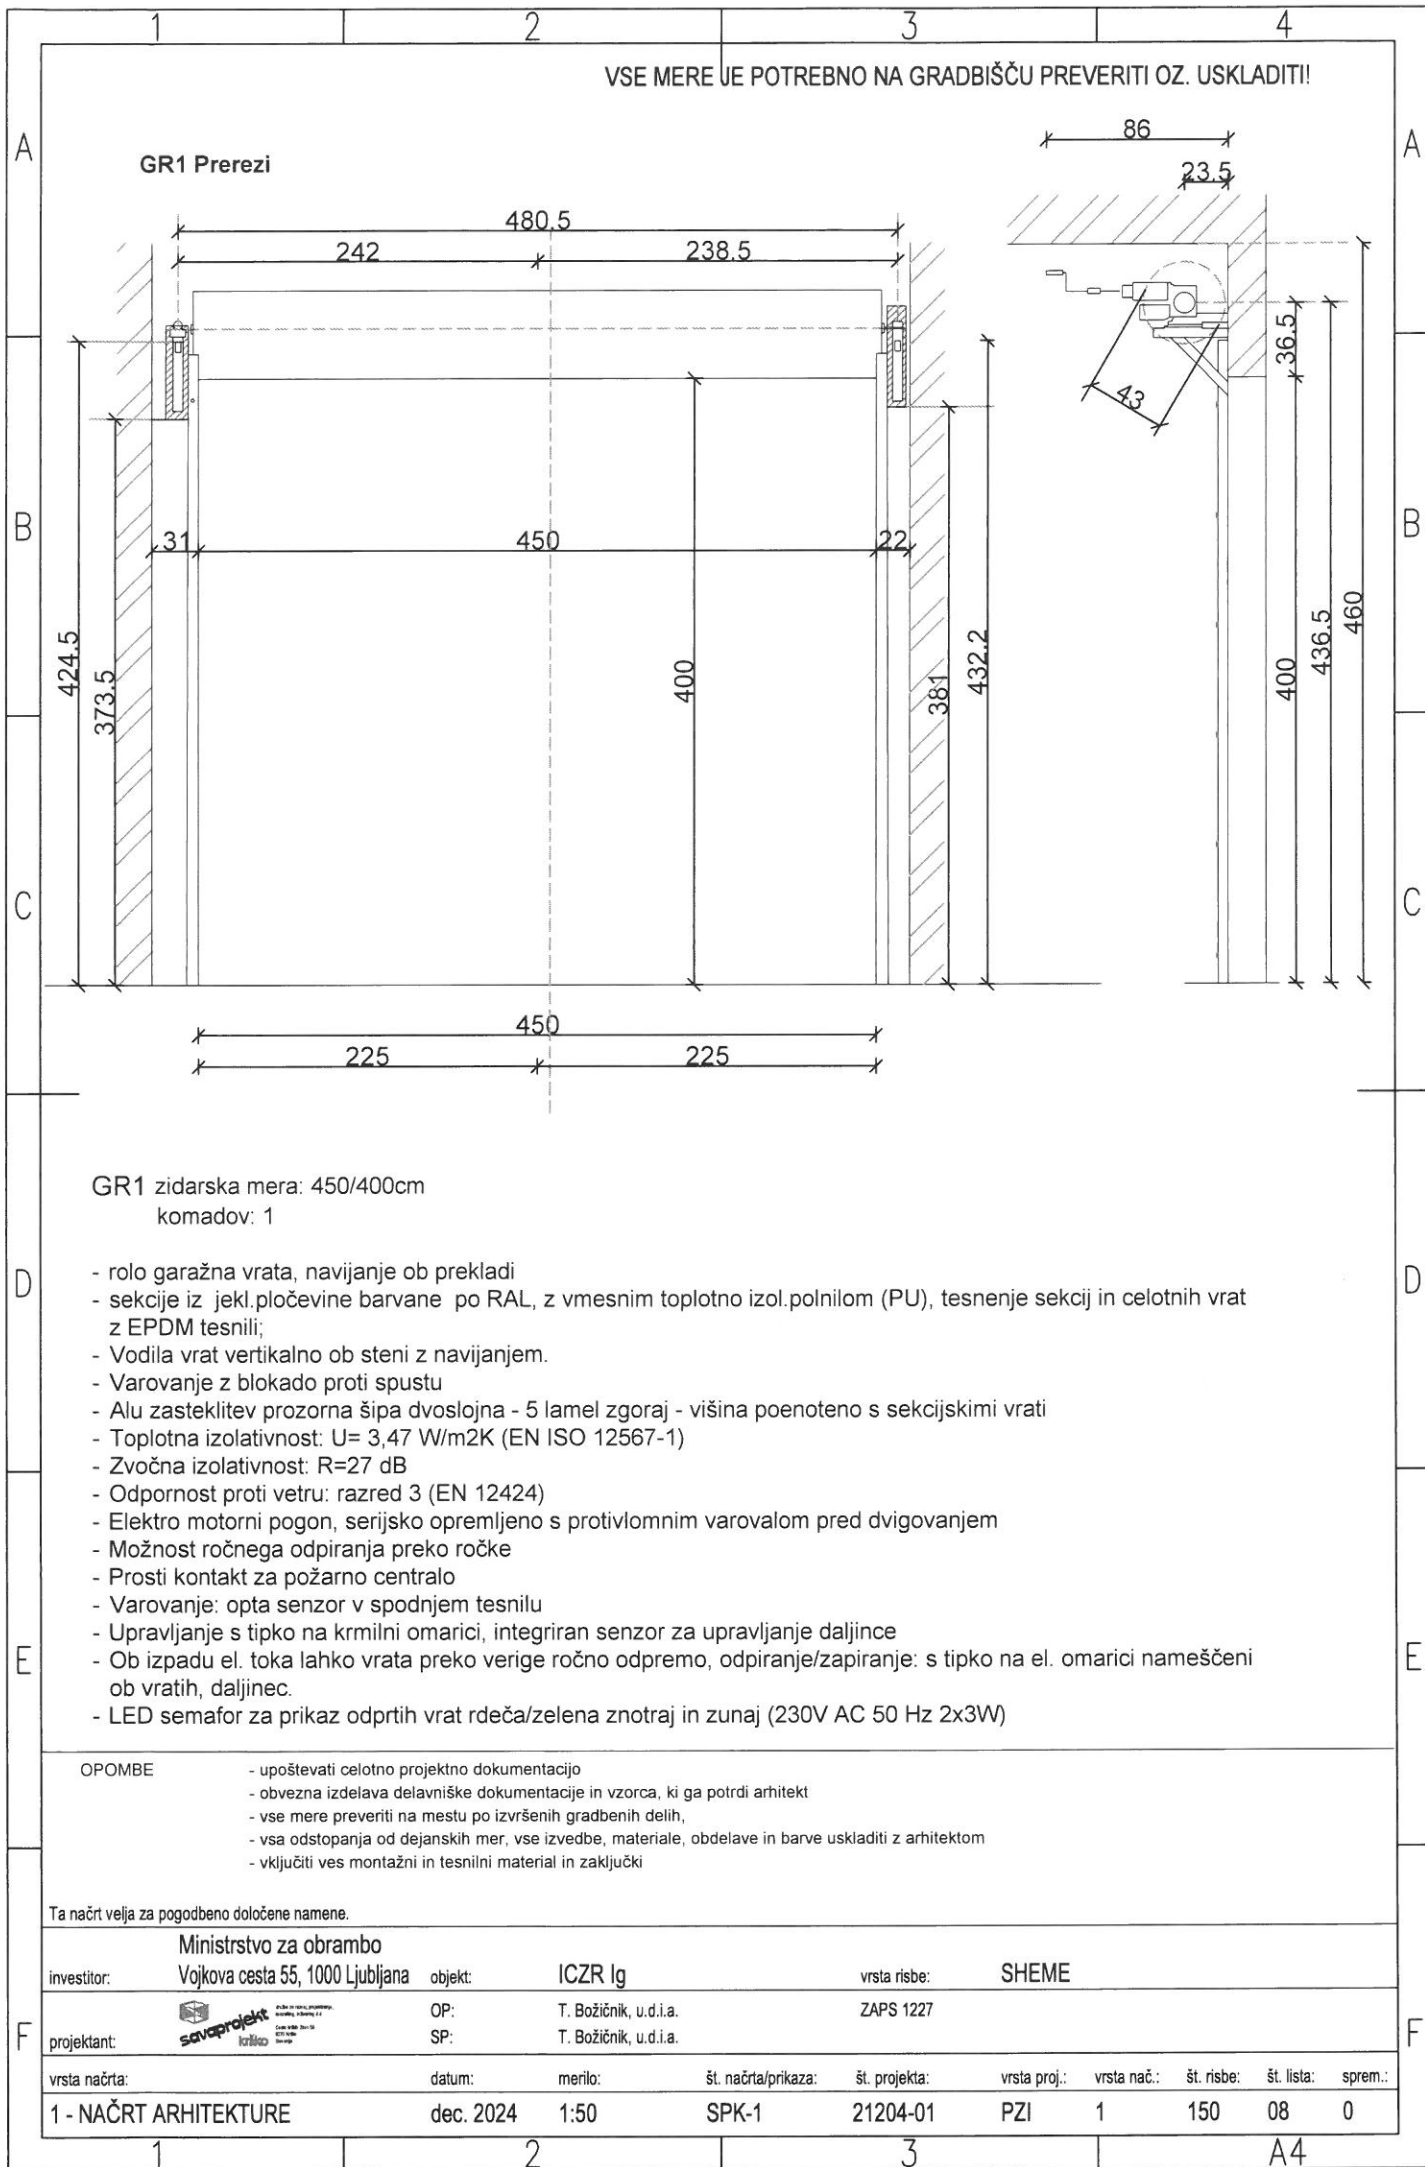 1 2 3 4
VSE MERE JE POTREBNO NA GRADBIŠČU PREVERITI OZ. USKLADITI!
A A
GR1 Prerezi
86
23.5
480.5
242 238.5
36.5
43
B B
31 450 22
424.5
373.5
400
381
432.2
400
436.5
460
C C
450
225 225
GR1 zidarska mera: 450/400cm
komadov: 1
D D
- rolo garažna vrata, navijanje ob prekladi
- sekcije iz jekl.pločevine barvane po RAL, z vmesnim toplotno izol.polnilom (PU), tesnenje sekcij in celotnih vrat
z EPDM tesnili;
- Vodila vrat vertikalno ob steni z navijanjem.
- Varovanje z blokado proti spustu
- Alu zasteklitev prozorna šipa dvoslojna - 5 lamel zgoraj - višina poenoteno s sekcijskimi vrati
- Toplotna izolativnost: U= 3,47 W/m2K (EN ISO 12567-1)
- Zvočna izolativnost: R=27 dB
- Odpornost proti vetru: razred 3 (EN 12424)
- Elektro motorni pogon, serijsko opremljeno s protivlomnim varovalom pred dvigovanjem
- Možnost ročnega odpiranja preko ročke
- Prosti kontakt za požarno centralo
- Varovanje: opta senzor v spodnjem tesnilu
- Upravljanje s tipko na krmilni omarici, integriran senzor za upravljanje daljince
E E
- Ob izpadu el. toka lahko vrata preko verige ročno odpremo, odpiranje/zapiranje: s tipko na el. omarici nameščeni
ob vratih, daljinec.
- LED semafor za prikaz odprtih vrat rdeča/zelena znotraj in zunaj (230V AC 50 Hz 2x3W)
OPOMBE - upoštevati celotno projektno dokumentacijo
- obvezna izdelava delavniške dokumentacije in vzorca, ki ga potrdi arhitekt
- vse mere preveriti na mestu po izvršenih gradbenih delih,
- vsa odstopanja od dejanskih mer, vse izvedbe, materiale, obdelave in barve uskladiti z arhitektom
- vključiti ves montažni in tesnilni material in zaključki
Ta načrt velja za pogodbeno določene namene.
Ministrstvo za obrambo
investitor: Vojkova cesta 55, 1000 Ljubljana objekt: ICZR Ig vrsta risbe: SHEME
OP: T. Božičnik, u.d.i.a. ZAPS 1227
savaprojekt
krško
F F
projektant: SP: T. Božičnik, u.d.i.a.
vrsta načrta: datum: merilo: št. načrta/prikaza: št. projekta: vrsta proj.: vrsta nač.: št. risbe: št. lista: sprem.:
1 - NAČRT ARHITEKTURE dec. 2024 1:50 SPK-1 21204-01 PZI 1 150 08 0
1 2 3 A4